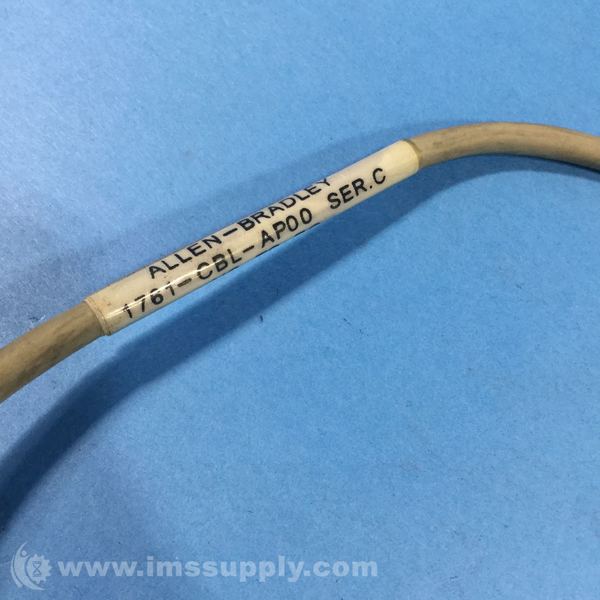 ALLEN-BRADLEY
1761-CBL-AP00 SER.C
www.imssupply.com